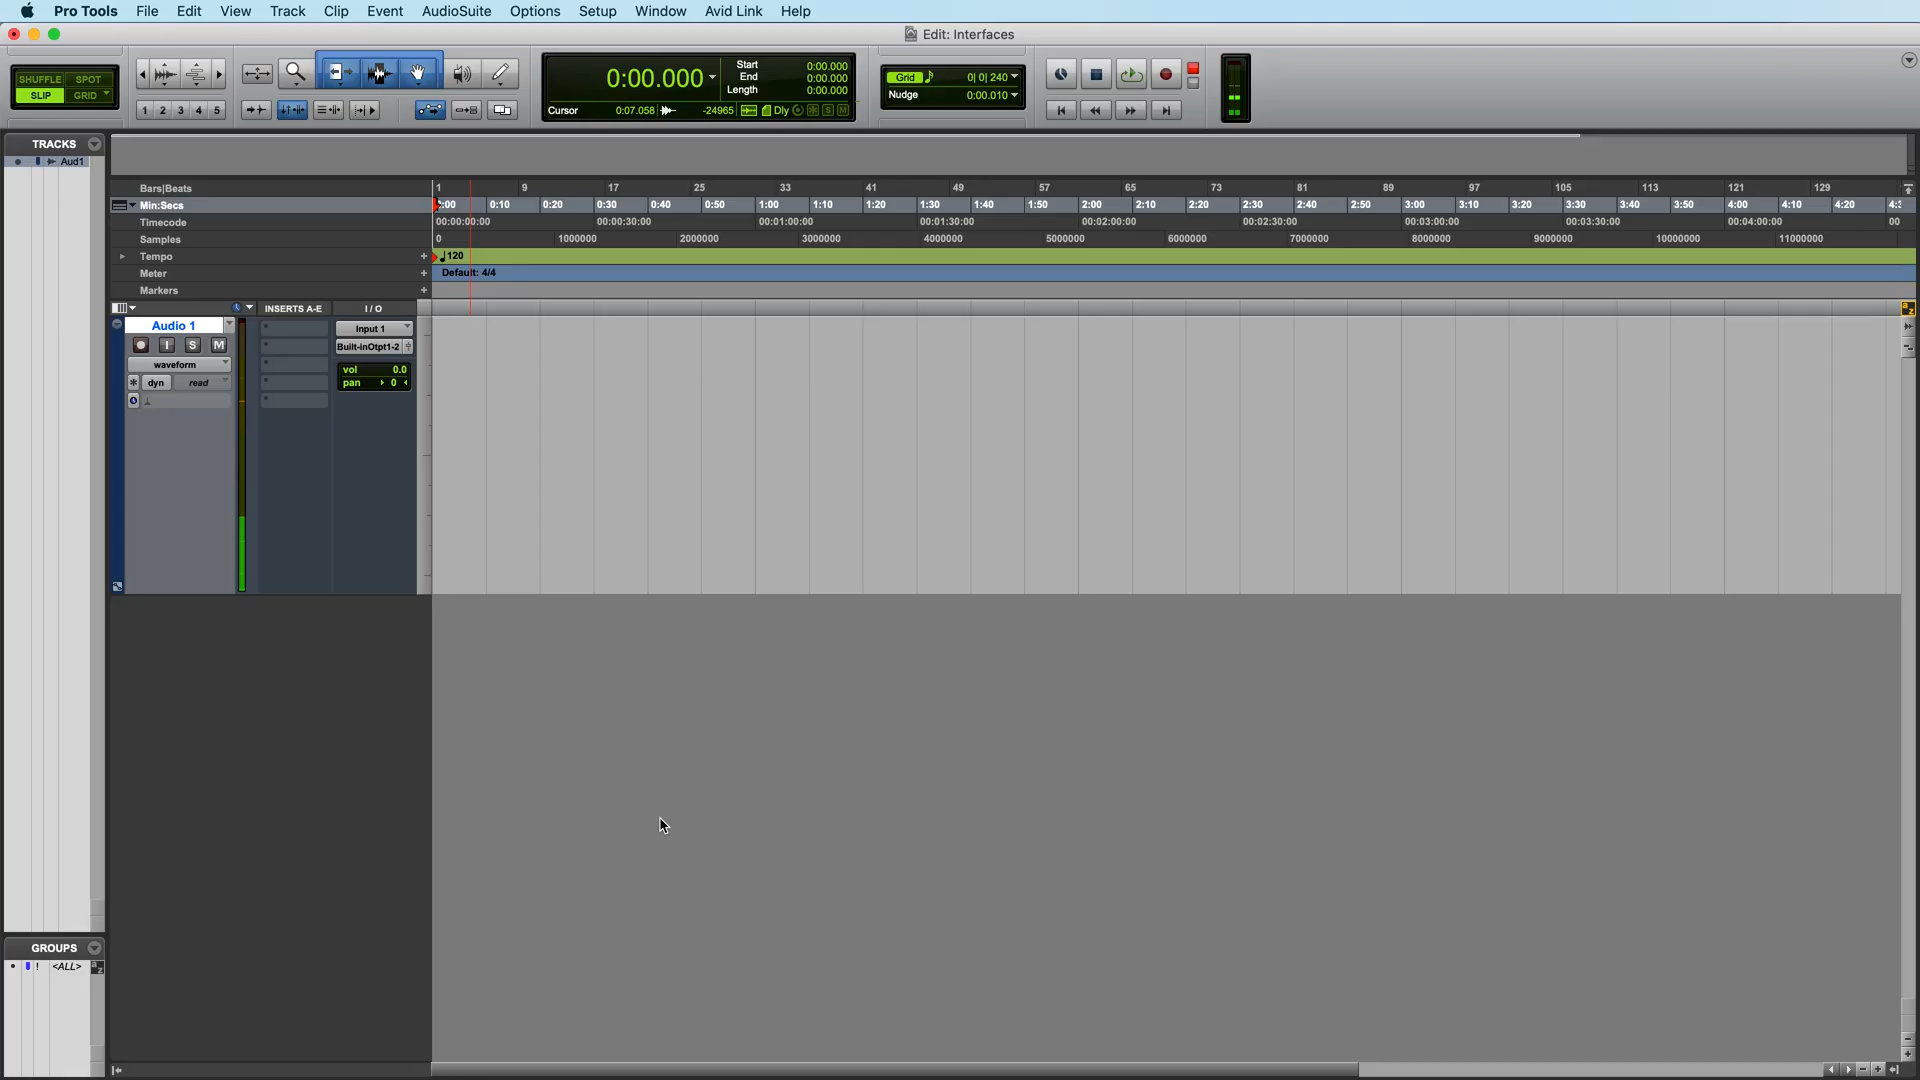 Pro Tools File Edit View Track Clip Event AudioSuite Options Setup Window Avid Link Help
Edit: Interfaces
SHUFFLE SPOT
SLIP GRID
1 2 3 4 5
0:00.000
Start 0:00.000
End 0:00.000
Length 0:00.000
Cursor 0:07.058 -24965 Dly S M
Grid 0| 0| 240
Nudge 0:00.010
TRACKS
Aud1
Bars|Beats 1 9 17 25 33 41 49 57 65 73 81 89 97 105 113 121 129
Min:Secs :00 0:10 0:20 0:30 0:40 0:50 1:00 1:10 1:20 1:30 1:40 1:50 2:00 2:10 2:20 2:30 2:40 2:50 3:00 3:10 3:20 3:30 3:40 3:50 4:00 4:10 4:20 4:3
Timecode 00:00:00:00 00:00:30:00 00:01:00:00 00:01:30:00 00:02:00:00 00:02:30:00 00:03:00:00 00:03:30:00 00:04:00:00 00
Samples 0 1000000 2000000 3000000 4000000 5000000 6000000 7000000 8000000 9000000 10000000 11000000
Tempo + 120
Meter + Default: 4/4
Markers +
INSERTS A-E I / O
Audio 1
I S M
waveform
dyn read
Input 1
Built-inOtpt1-2
vol 0.0
pan 0
GROUPS
! <ALL>
a z